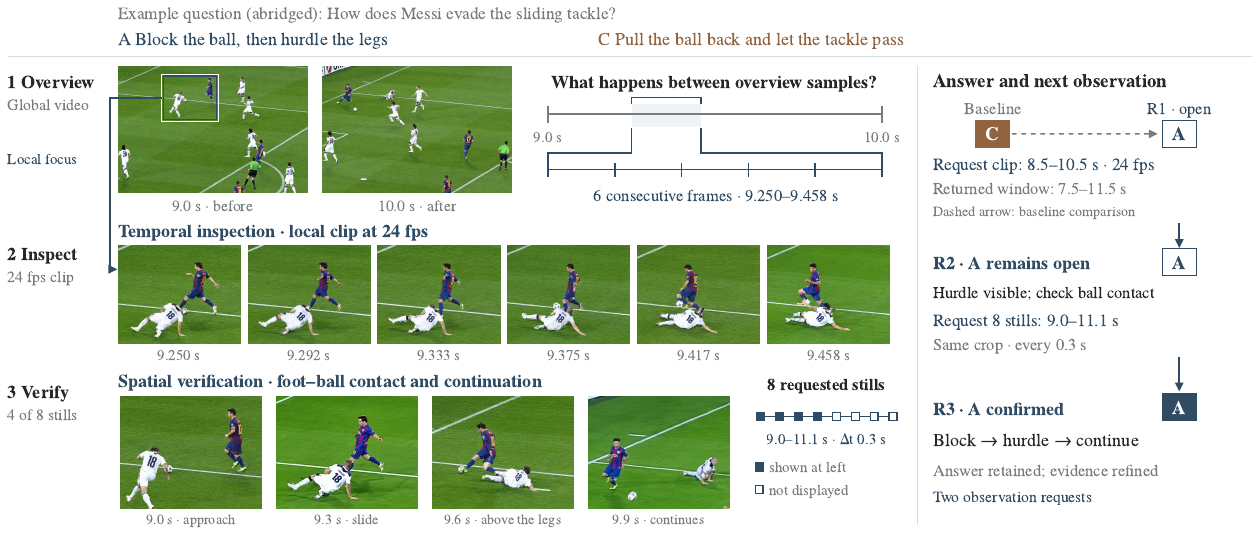 Example question (abridged): How does Messi evade the sliding tackle?
A Block the ball, then hurdle the legs
C Pull the ball back and let the tackle pass
1 Overview
Global video
Local focus
9.0 s · before
10.0 s · after
What happens between overview samples?
9.0 s
10.0 s
6 consecutive frames · 9.250–9.458 s
2 Inspect
24 fps clip
Temporal inspection · local clip at 24 fps
9.250 s
9.292 s
9.333 s
9.375 s
9.417 s
9.458 s
3 Verify
4 of 8 stills
Spatial verification · foot–ball contact and continuation
9.0 s · approach
9.3 s · slide
9.6 s · above the legs
9.9 s · continues
8 requested stills
9.0–11.1 s · Δt 0.3 s
shown at left
not displayed
Answer and next observation
Baseline
R1 · open
C
A
Request clip: 8.5–10.5 s · 24 fps
Returned window: 7.5–11.5 s
Dashed arrow: baseline comparison
R2 · A remains open
A
Hurdle visible; check ball contact
Request 8 stills: 9.0–11.1 s
Same crop · every 0.3 s
R3 · A confirmed
A
Block → hurdle → continue
Answer retained; evidence refined
Two observation requests